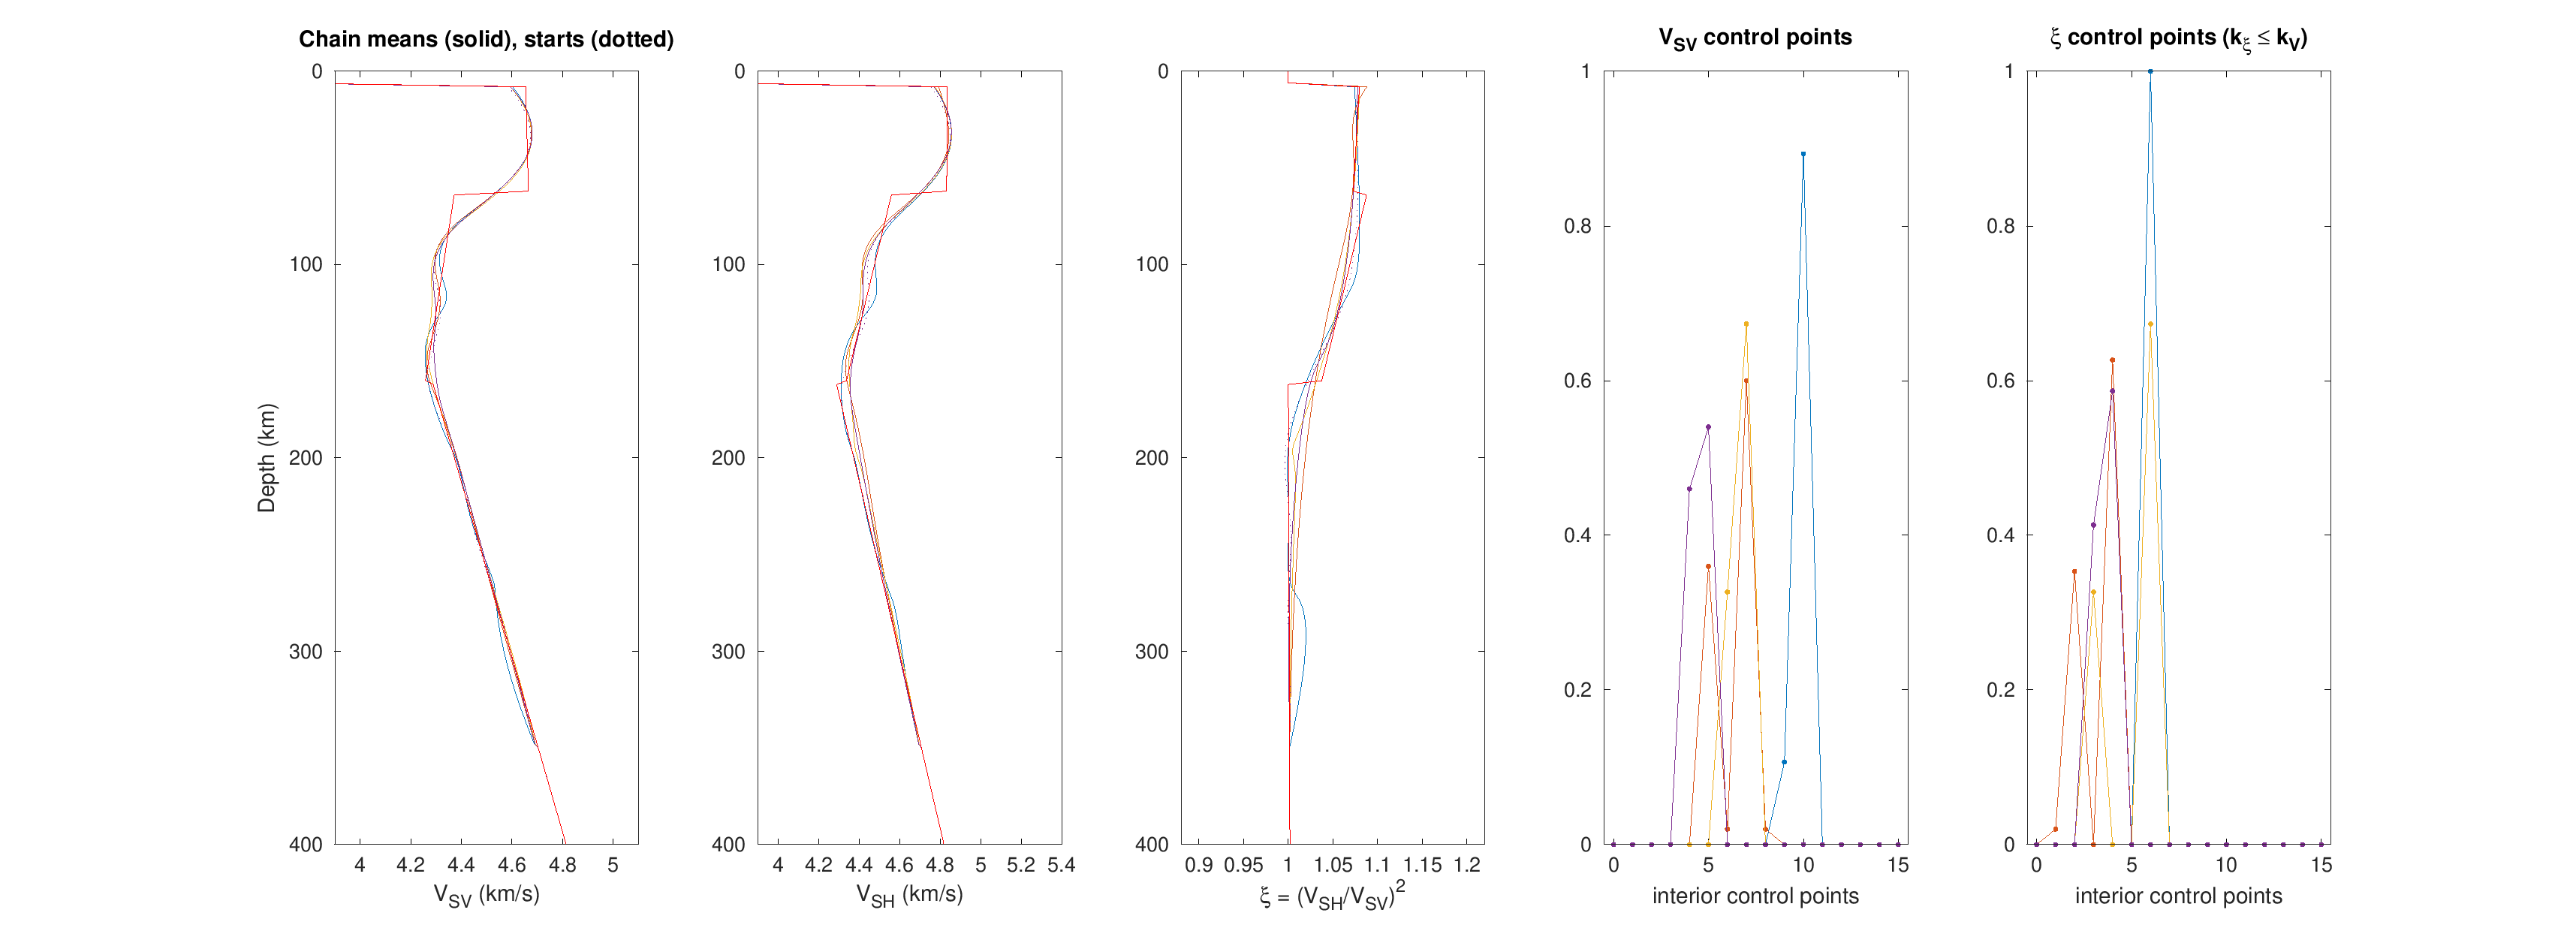 Chain means (solid), starts (dotted)
0
100
200
300
400
Depth (km)
4 4.2 4.4 4.6 4.8 5
V_SV (km/s)
0
100
200
300
400
4 4.2 4.4 4.6 4.8 5 5.2 5.4
V_SH (km/s)
0
100
200
300
400
0.9 0.95 1 1.05 1.1 1.15 1.2
ξ = (V_SH/V_SV)²
V_SV control points
1
0.8
0.6
0.4
0.2
0
0 5 10 15
interior control points
ξ control points (k_ξ ≤ k_V)
1
0.8
0.6
0.4
0.2
0
0 5 10 15
interior control points